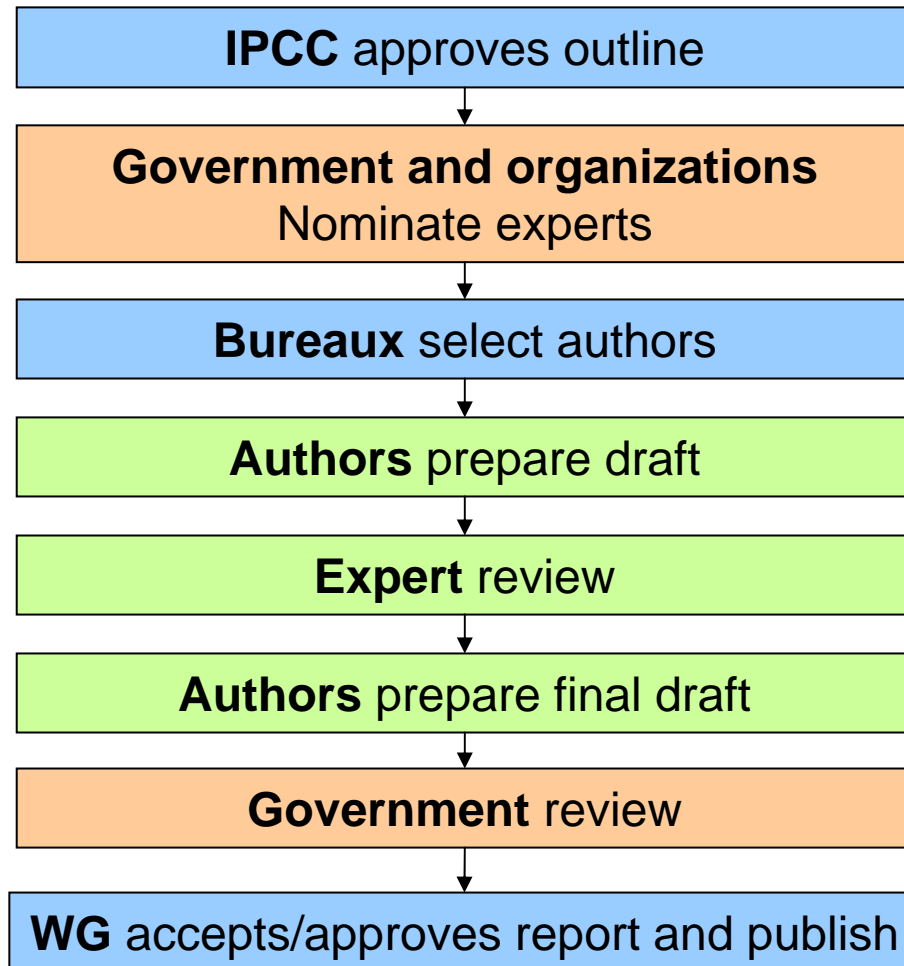 IPCC approves outline
Government and organizations
Nominate experts
Bureaux select authors
Authors prepare draft
Expert review
Authors prepare final draft
Government review
WG accepts/approves report and publish